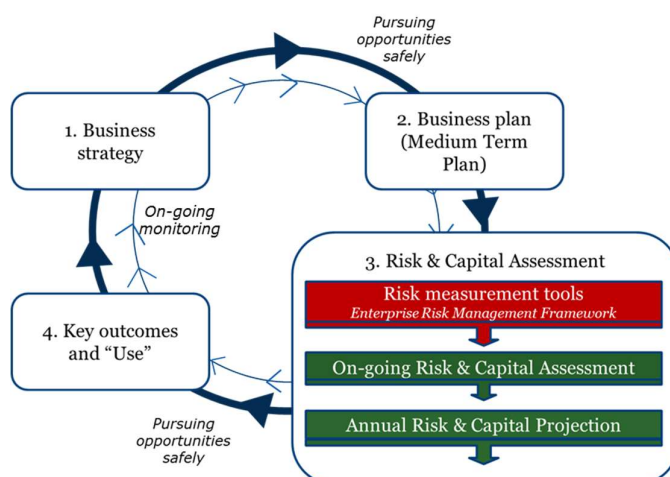 Pursuing
opportunities
safely
1. Business
strategy
2. Business plan
(Medium Term
Plan)
On-going
monitoring
3. Risk & Capital Assessment
Risk measurement tools
Enterprise Risk Management Framework
4. Key outcomes
and “Use”
On-going Risk & Capital Assessment
Annual Risk & Capital Projection
Pursuing
opportunities
safely